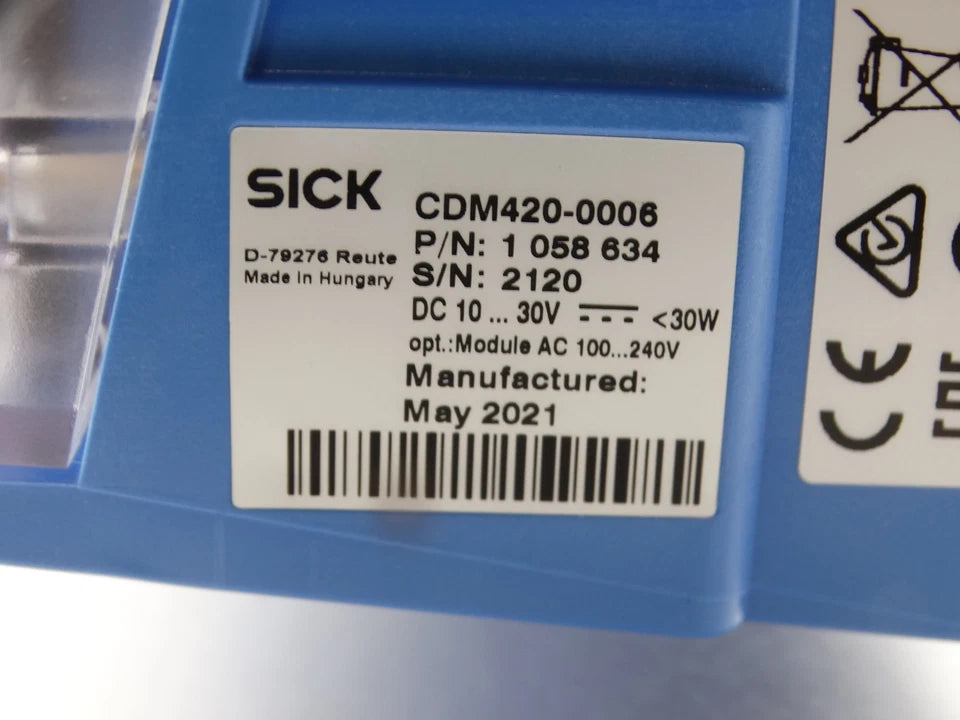 SICK
D-79276 Reute
Made in Hungary
CDM420-0006
P/N: 1 058 634
S/N: 2120
DC 10 ... 30V <30W
opt.:Module AC 100...240V
Manufactured:
May 2021
CE